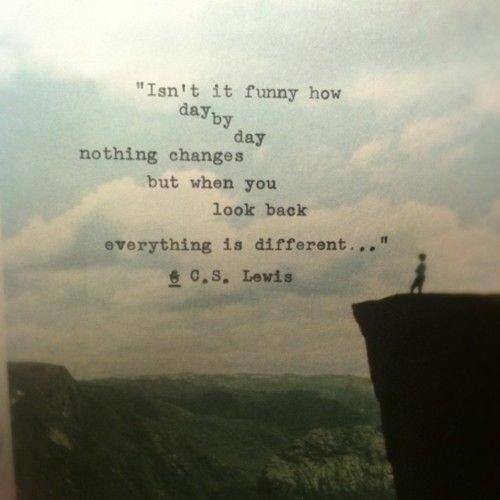 "Isn't it funny how
day
by
day
nothing changes
but when you
look back
everything is different..."
C.S. Lewis